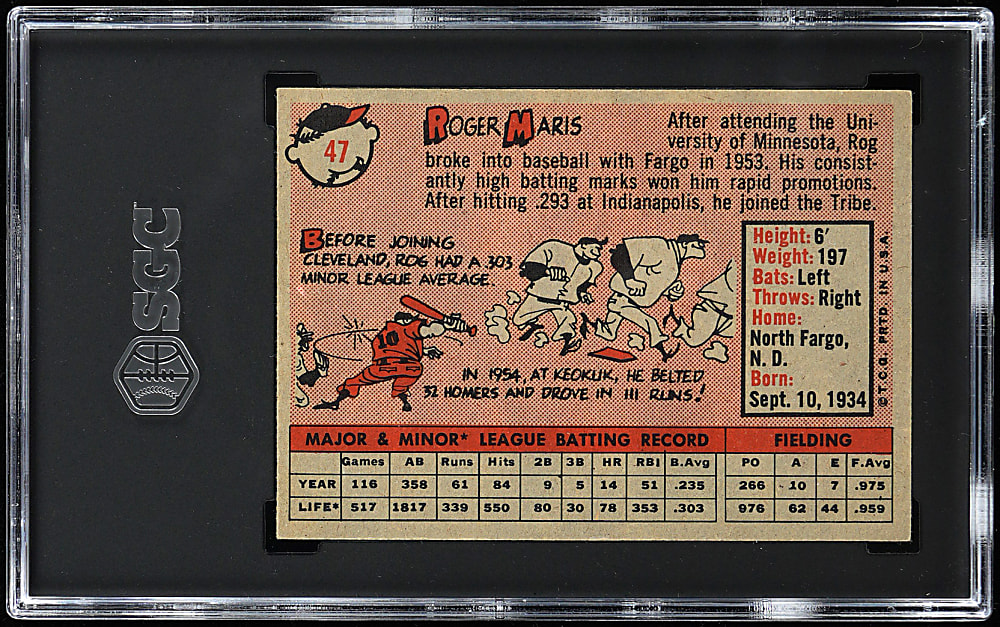 SGC
47
ROGER MARIS
After attending the Uni-
versity of Minnesota, Rog
broke into baseball with Fargo in 1953. His consist-
antly high batting marks won him rapid promotions.
After hitting .293 at Indianapolis, he joined the Tribe.
BEFORE JOINING
CLEVELAND, ROG HAD A 303
MINOR LEAGUE AVERAGE.
10
IN 1954, AT KEOKUK, HE BELTED
32 HOMERS AND DROVE IN 111 RUNS!
Height: 6'
Weight: 197
Bats: Left
Throws: Right
Home:
North Fargo,
N. D.
Born:
Sept. 10, 1934
© T.C.G. PRTD. IN U.S.A.
MAJOR & MINOR* LEAGUE BATTING RECORD FIELDING
Games AB Runs Hits 2B 3B HR RBI B.Avg PO A E F.Avg
YEAR 116 358 61 84 9 5 14 51 .235 266 10 7 .975
LIFE* 517 1817 339 550 80 30 78 353 .303 976 62 44 .959